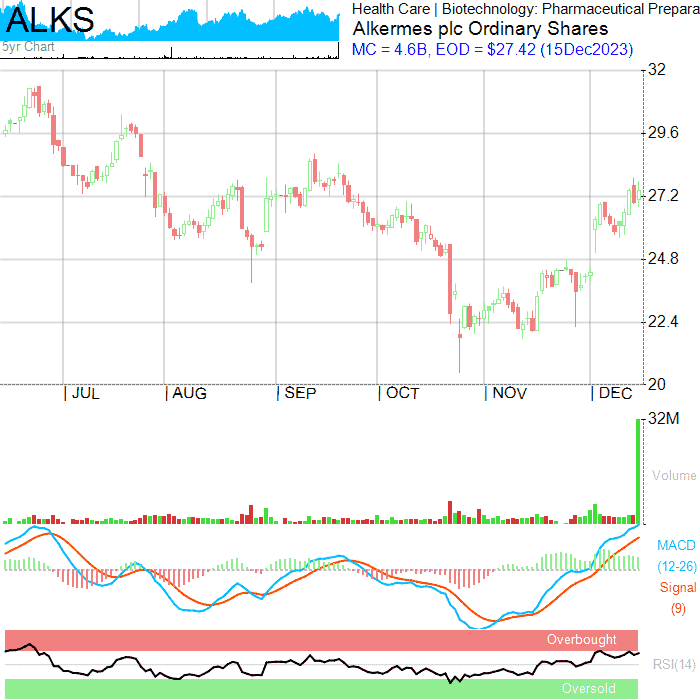 ALKS
5yr Chart
Health Care | Biotechnology: Pharmaceutical Prepara
Alkermes plc Ordinary Shares
MC = 4.6B, EOD = $27.42 (15Dec2023)
32
29.6
27.2
24.8
22.4
20
| JUL | AUG | SEP | OCT | NOV | DEC
32M
Volume
MACD
(12-26)
Signal
(9)
Overbought
RSI(14)
Oversold